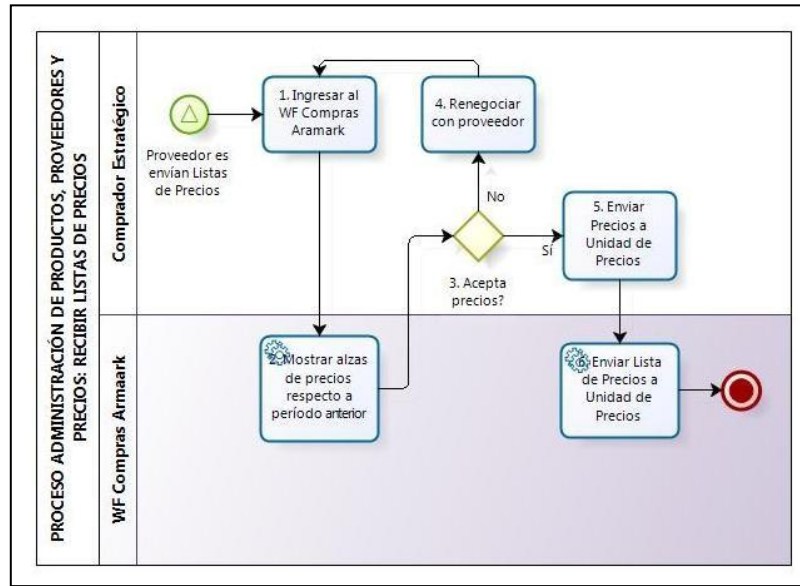 PROCESO ADMINISTRACIÓN DE PRODUCTOS, PROVEEDORES Y
PRECIOS: RECIBIR LISTAS DE PRECIOS
Comprador Estratégico
Proveedor es
envían Listas
de Precios
1. Ingresar al
WF Compras
Aramark
4. Renegociar
con proveedor
No
3. Acepta
precios?
Sí
5. Enviar
Precios a
Unidad de
Precios
WF Compras Armaark
2. Mostrar alzas
de precios
respecto a
período anterior
6. Enviar Lista
de Precios a
Unidad de
Precios